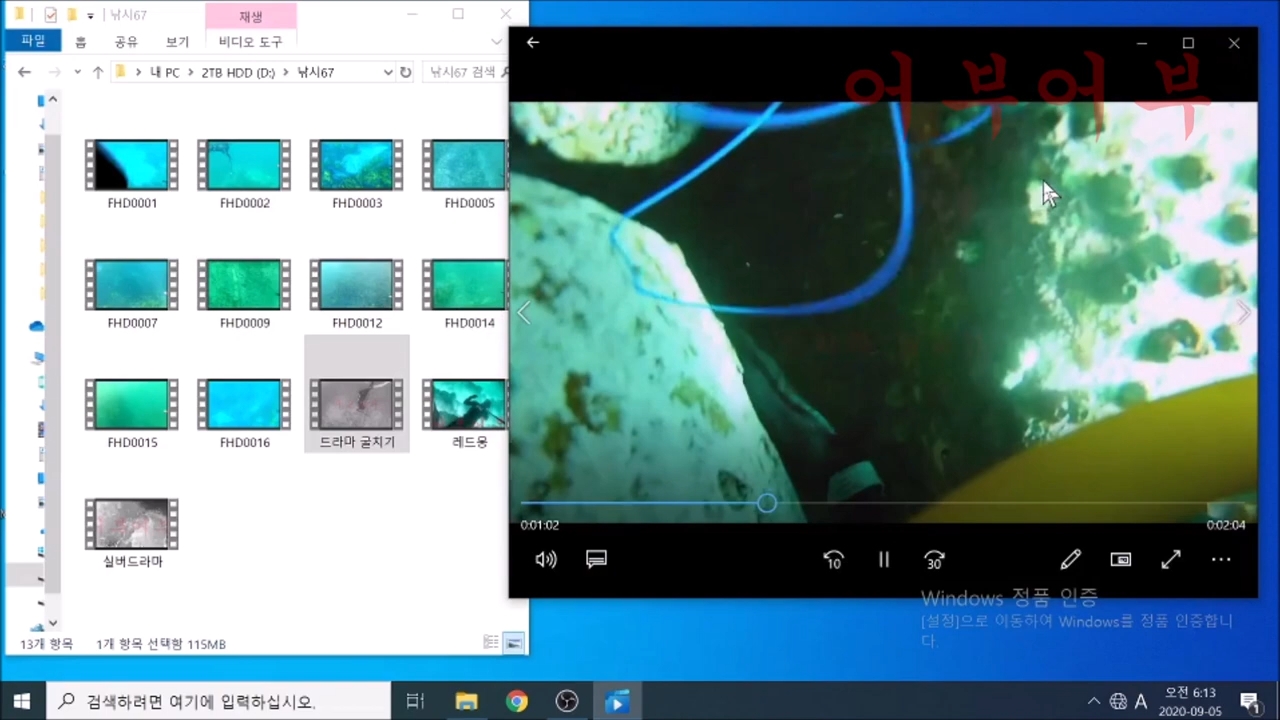 낚시67
재생
파일
홈
공유
보기
비디오 도구
내 PC
2TB HDD (D:)
낚시67
낚시67 검색
FHD0001
FHD0002
FHD0003
FHD0005
FHD0007
FHD0009
FHD0012
FHD0014
FHD0015
FHD0016
드라마 굴치기
레드몽
실버드라마
13개 항목
1개 항목 선택함 115MB
어부어부
0:01:02
0:02:04
10
30
Windows 정품 인증
[설정]으로 이동하여 Windows를 정품 인증합니
다.
검색하려면 여기에 입력하십시오.
A
오전 6:13
2020-09-05
1